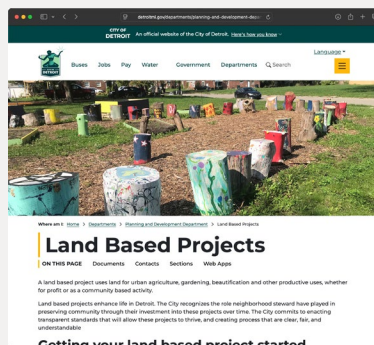 detroitmi.gov/departments/planning-and-development-depar
CITY OF
DETROIT An official website of the City of Detroit. Here's how you know
Language
Buses Jobs Pay Water Government Departments Search
DETROIT
Where am I: Home > Departments > Planning and Development Department > Land Based Projects
Land Based Projects
ON THIS PAGE Documents Contacts Sections Web Apps
A land based project uses land for urban agriculture, gardening, beautification and other productive uses, whether
for profit or as a community based activity.
Land based projects enhance life in Detroit. The City recognizes the role neighborhood steward have played in
preserving community through their investment into these projects over time. The City commits to enacting
transparent standards that will allow these projects to thrive, and creating process that are clear, fair, and
understandable
Getting your land based project started